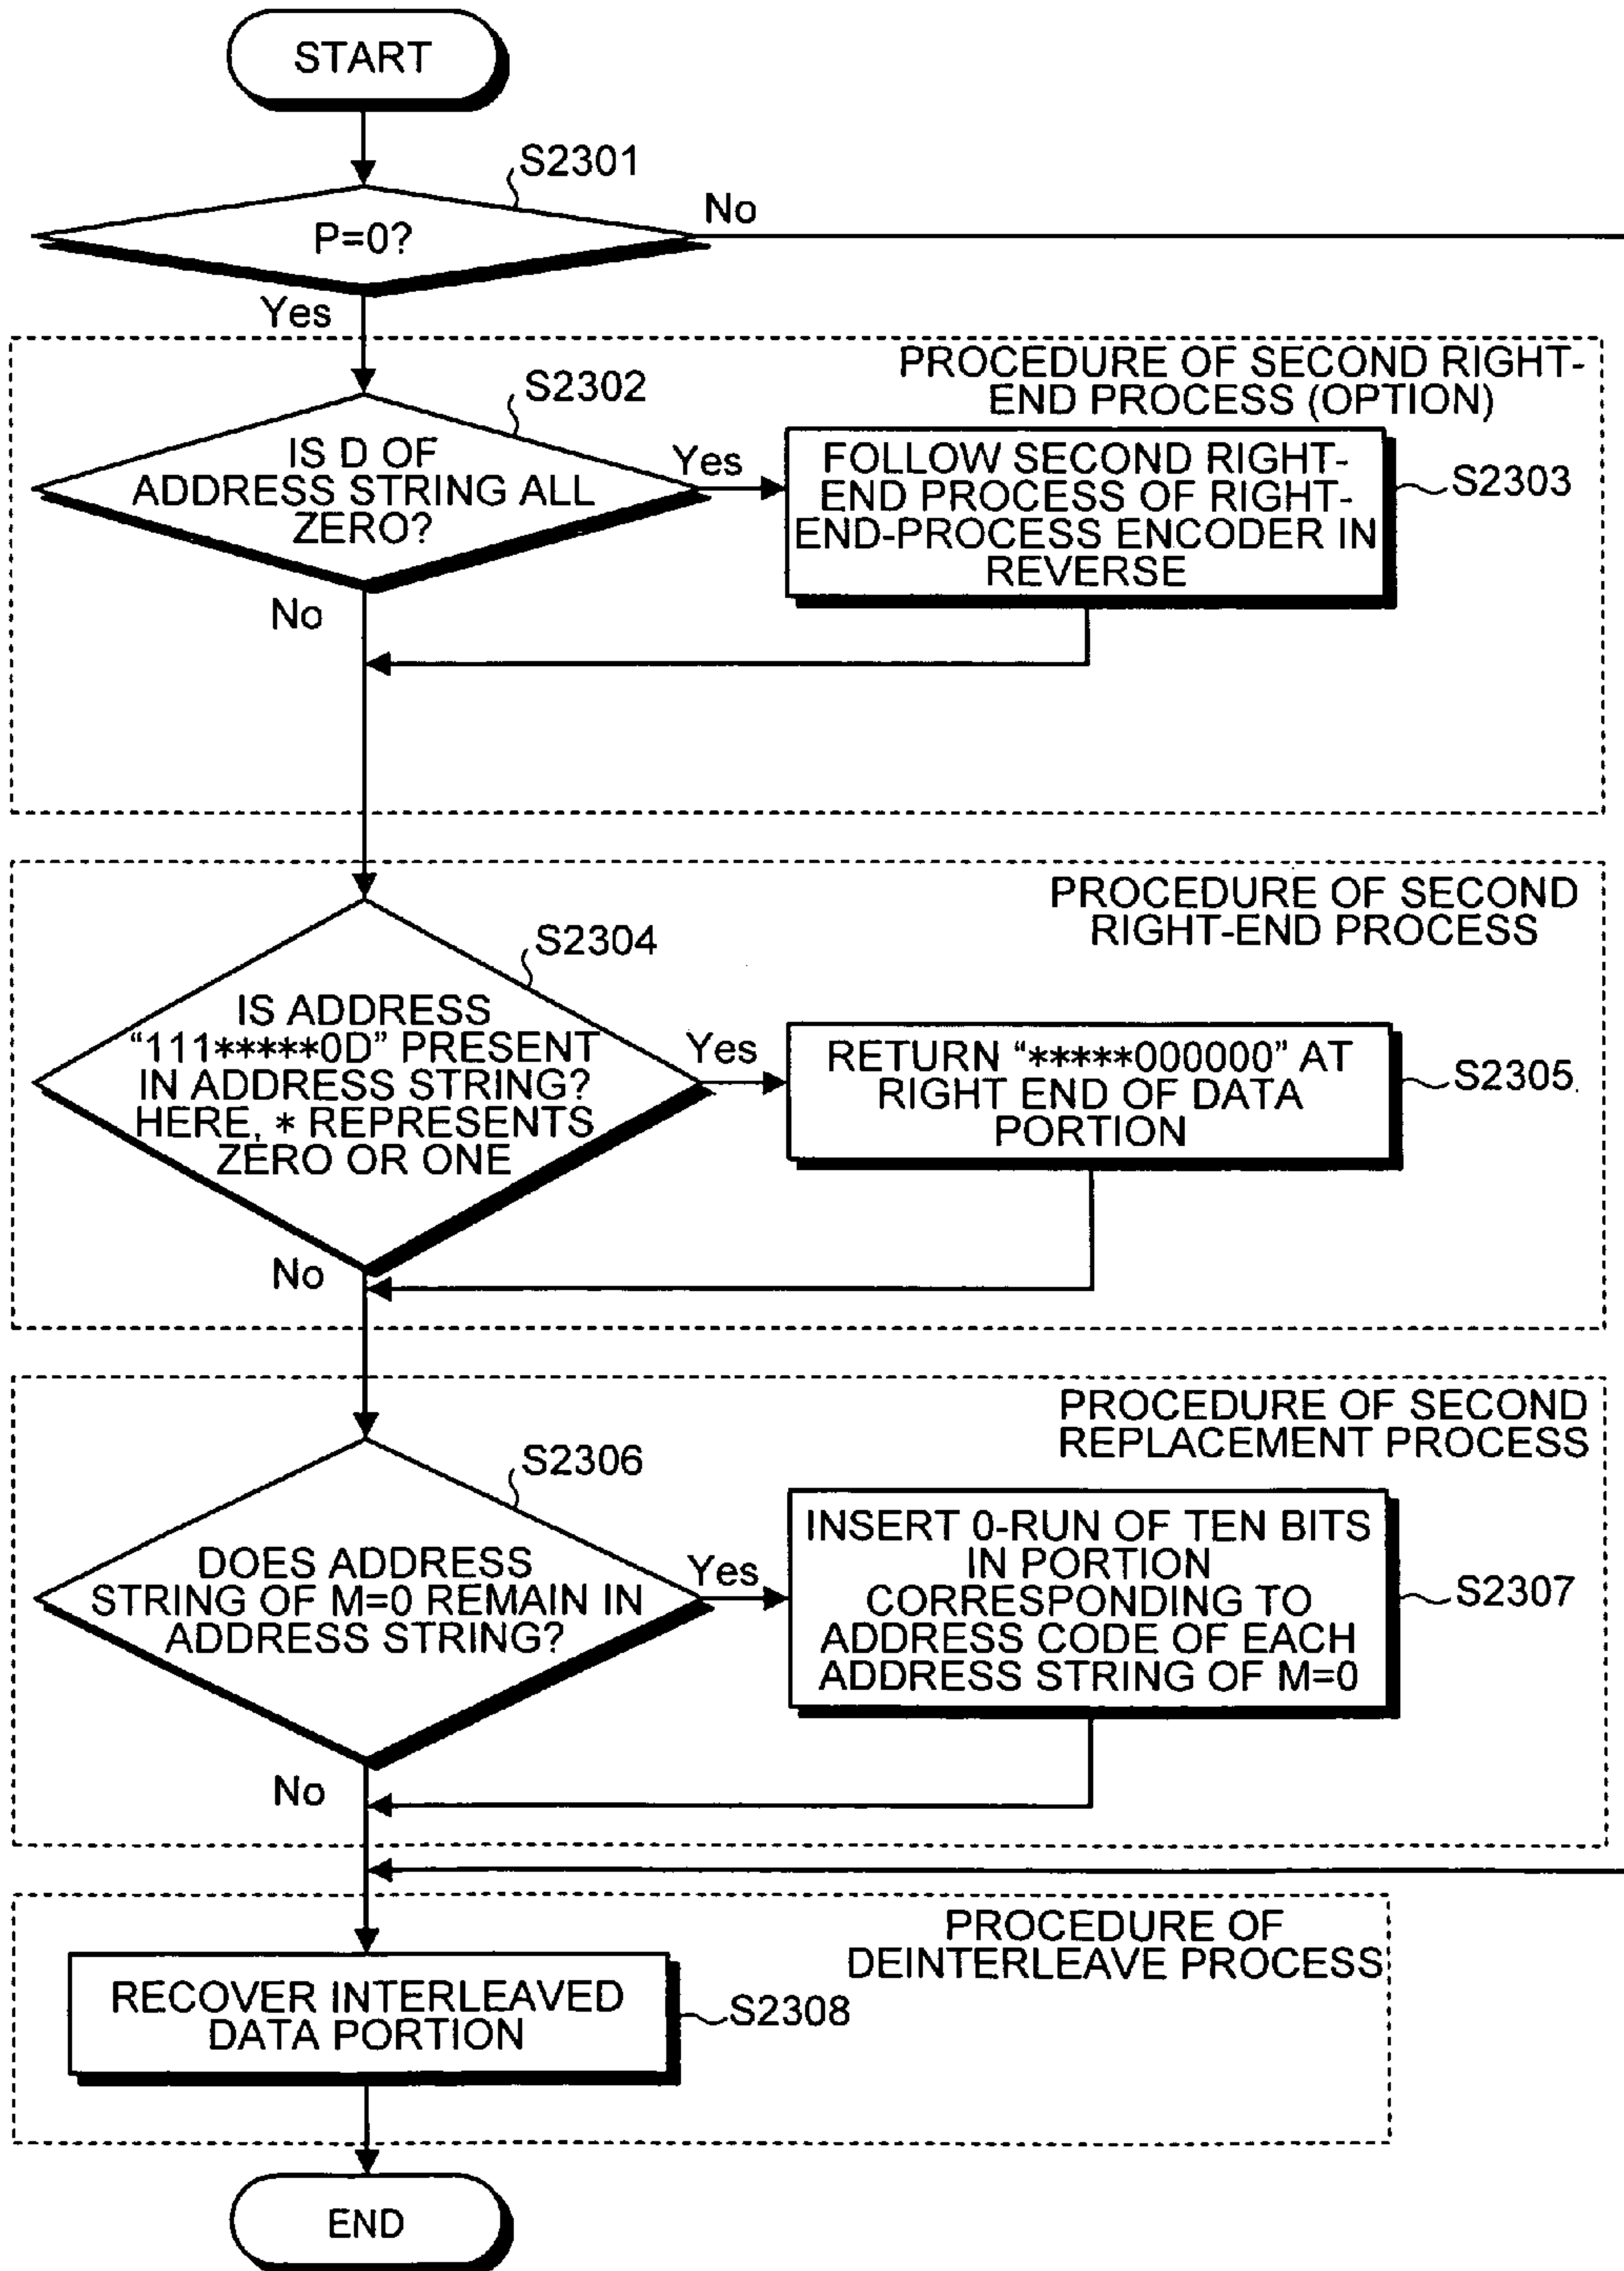 START
S2301
P=0?
No
Yes
PROCEDURE OF SECOND RIGHT-
END PROCESS (OPTION)
S2302
IS D OF
ADDRESS STRING ALL
ZERO?
Yes
No
FOLLOW SECOND RIGHT-
END PROCESS OF RIGHT-
END-PROCESS ENCODER IN
REVERSE
S2303
PROCEDURE OF SECOND
RIGHT-END PROCESS
S2304
IS ADDRESS
“111*****0D” PRESENT
IN ADDRESS STRING?
HERE, * REPRESENTS
ZERO OR ONE
Yes
No
RETURN “*****000000” AT
RIGHT END OF DATA
PORTION
S2305
PROCEDURE OF SECOND
REPLACEMENT PROCESS
S2306
DOES ADDRESS
STRING OF M=0 REMAIN IN
ADDRESS STRING?
Yes
No
INSERT 0-RUN OF TEN BITS
IN PORTION
CORRESPONDING TO
ADDRESS CODE OF EACH
ADDRESS STRING OF M=0
S2307
PROCEDURE OF
DEINTERLEAVE PROCESS
RECOVER INTERLEAVED
DATA PORTION
S2308
END